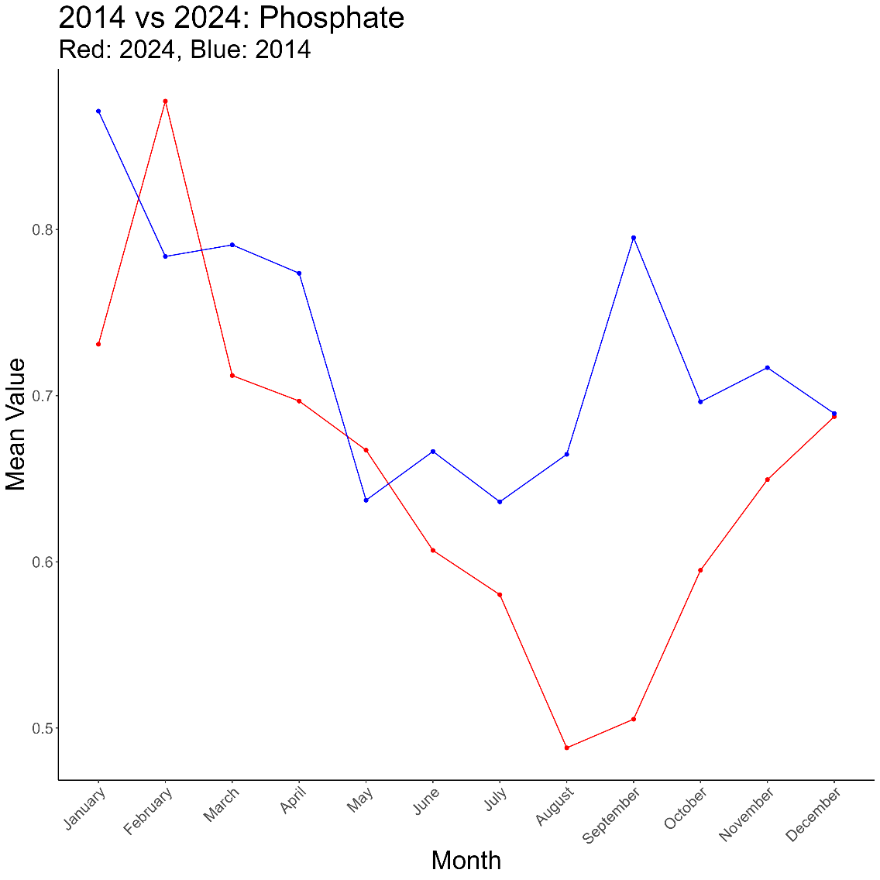 2014 vs 2024: Phosphate
Red: 2024, Blue: 2014
Mean Value
0.8
0.7
0.6
0.5
January
February
March
April
May
June
July
August
September
October
November
December
Month